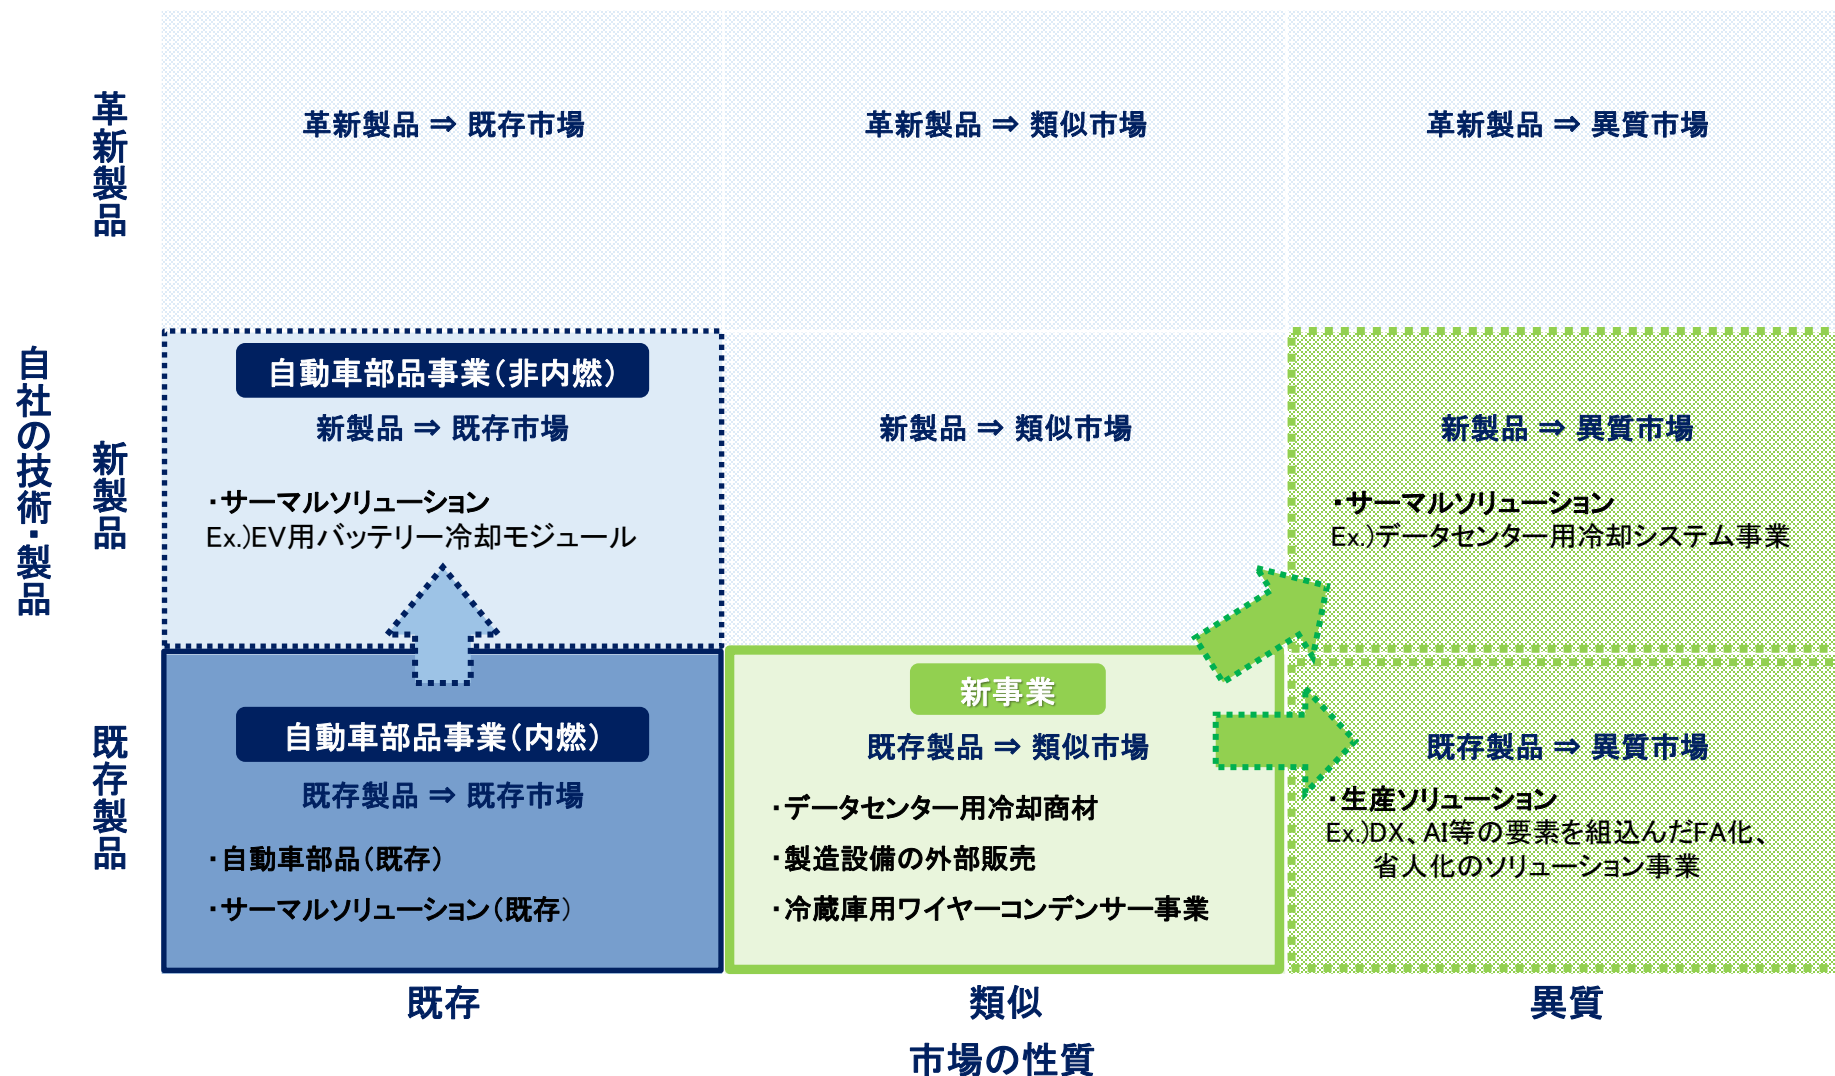 自社の技術・製品
革新製品
革新製品 ⇒ 既存市場
革新製品 ⇒ 類似市場
革新製品 ⇒ 異質市場
新製品
自動車部品事業（非内燃）
新製品 ⇒ 既存市場
・サーマルソリューション
Ex.)EV用バッテリー冷却モジュール
新製品 ⇒ 類似市場
新製品 ⇒ 異質市場
・サーマルソリューション
Ex.)データセンター用冷却システム事業
既存製品
自動車部品事業（内燃）
既存製品 ⇒ 既存市場
・自動車部品（既存）
・サーマルソリューション（既存）
新事業
既存製品 ⇒ 類似市場
・データセンター用冷却商材
・製造設備の外部販売
・冷蔵庫用ワイヤーコンデンサー事業
既存製品 ⇒ 異質市場
・生産ソリューション
Ex.)DX、AI等の要素を組込んだFA化、
省人化のソリューション事業
既存
類似
異質
市場の性質